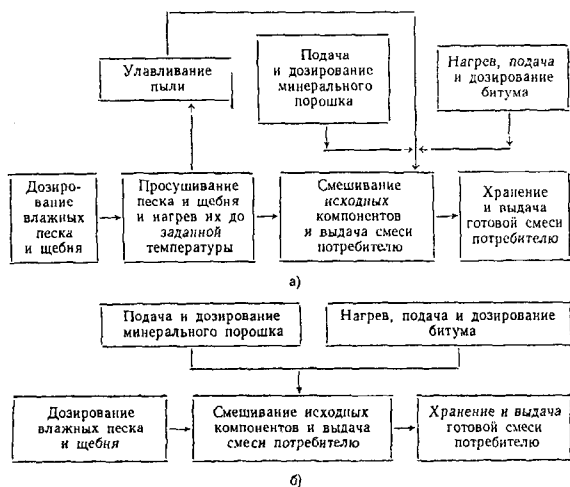 Улавливание
пыли
Подача
и дозирование
минерального
порошка
Нагрев, подача
и дозирование
битума
Дозиро-
вание
влажных
песка
и щебня
Просушивание
песка и щебня
и нагрев их до
заданной
температуры
Смешивание
исходных
компонентов
и выдача смеси
потребителю
Хранение
и выдача
готовой смеси
потребителю
а)
Подача и дозирование
минерального порошка
Нагрев, подача и дозирование
битума
Дозирование
влажных песка
и щебня
Смешивание исходных
компонентов и выдача
смеси потребителю
Хранение и выдача
готовой смеси
потребителю
б)